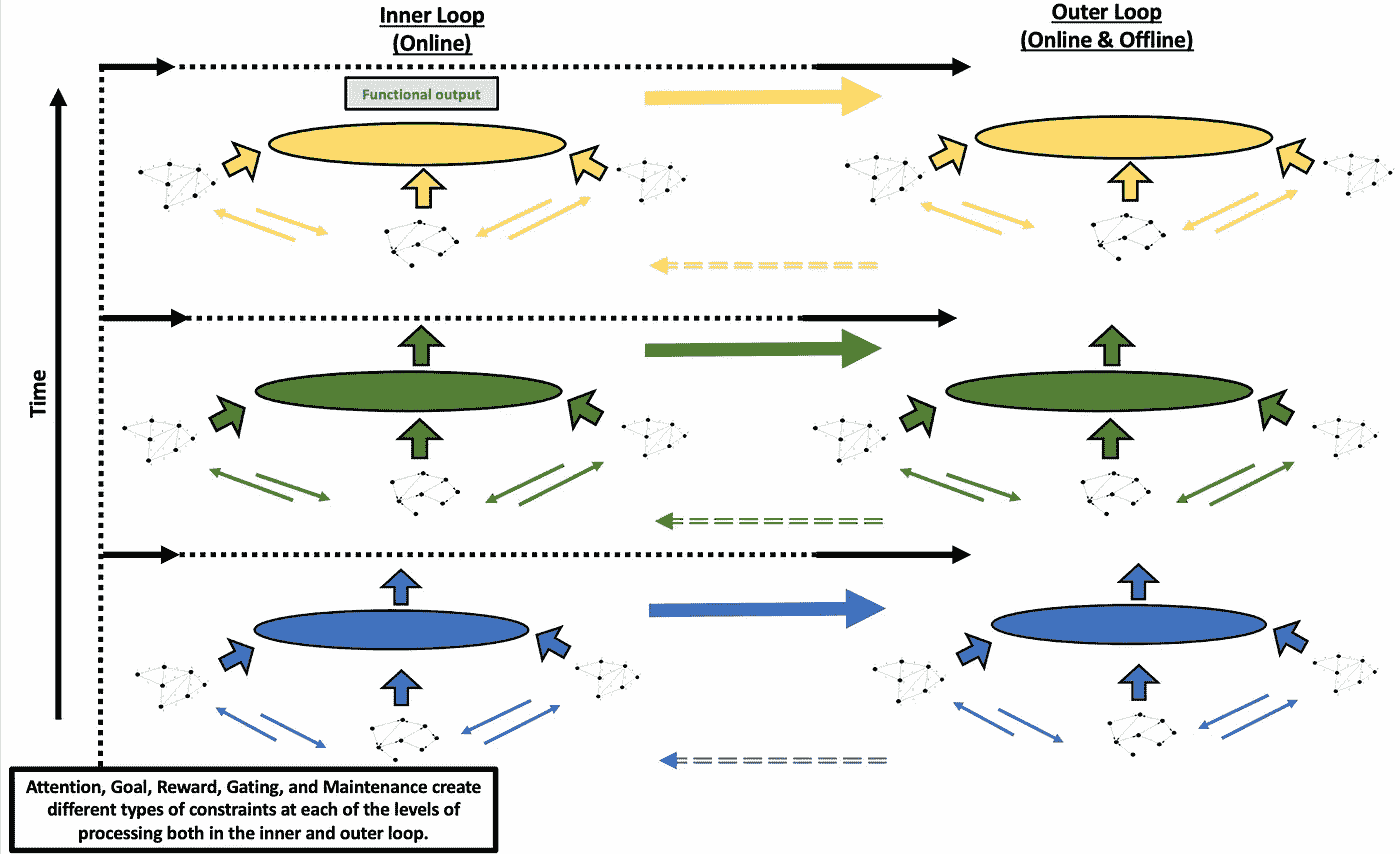 Inner Loop
(Online)
Outer Loop
(Online & Offline)
Functional output
Time
Attention, Goal, Reward, Gating, and Maintenance create
different types of constraints at each of the levels of
processing both in the inner and outer loop.